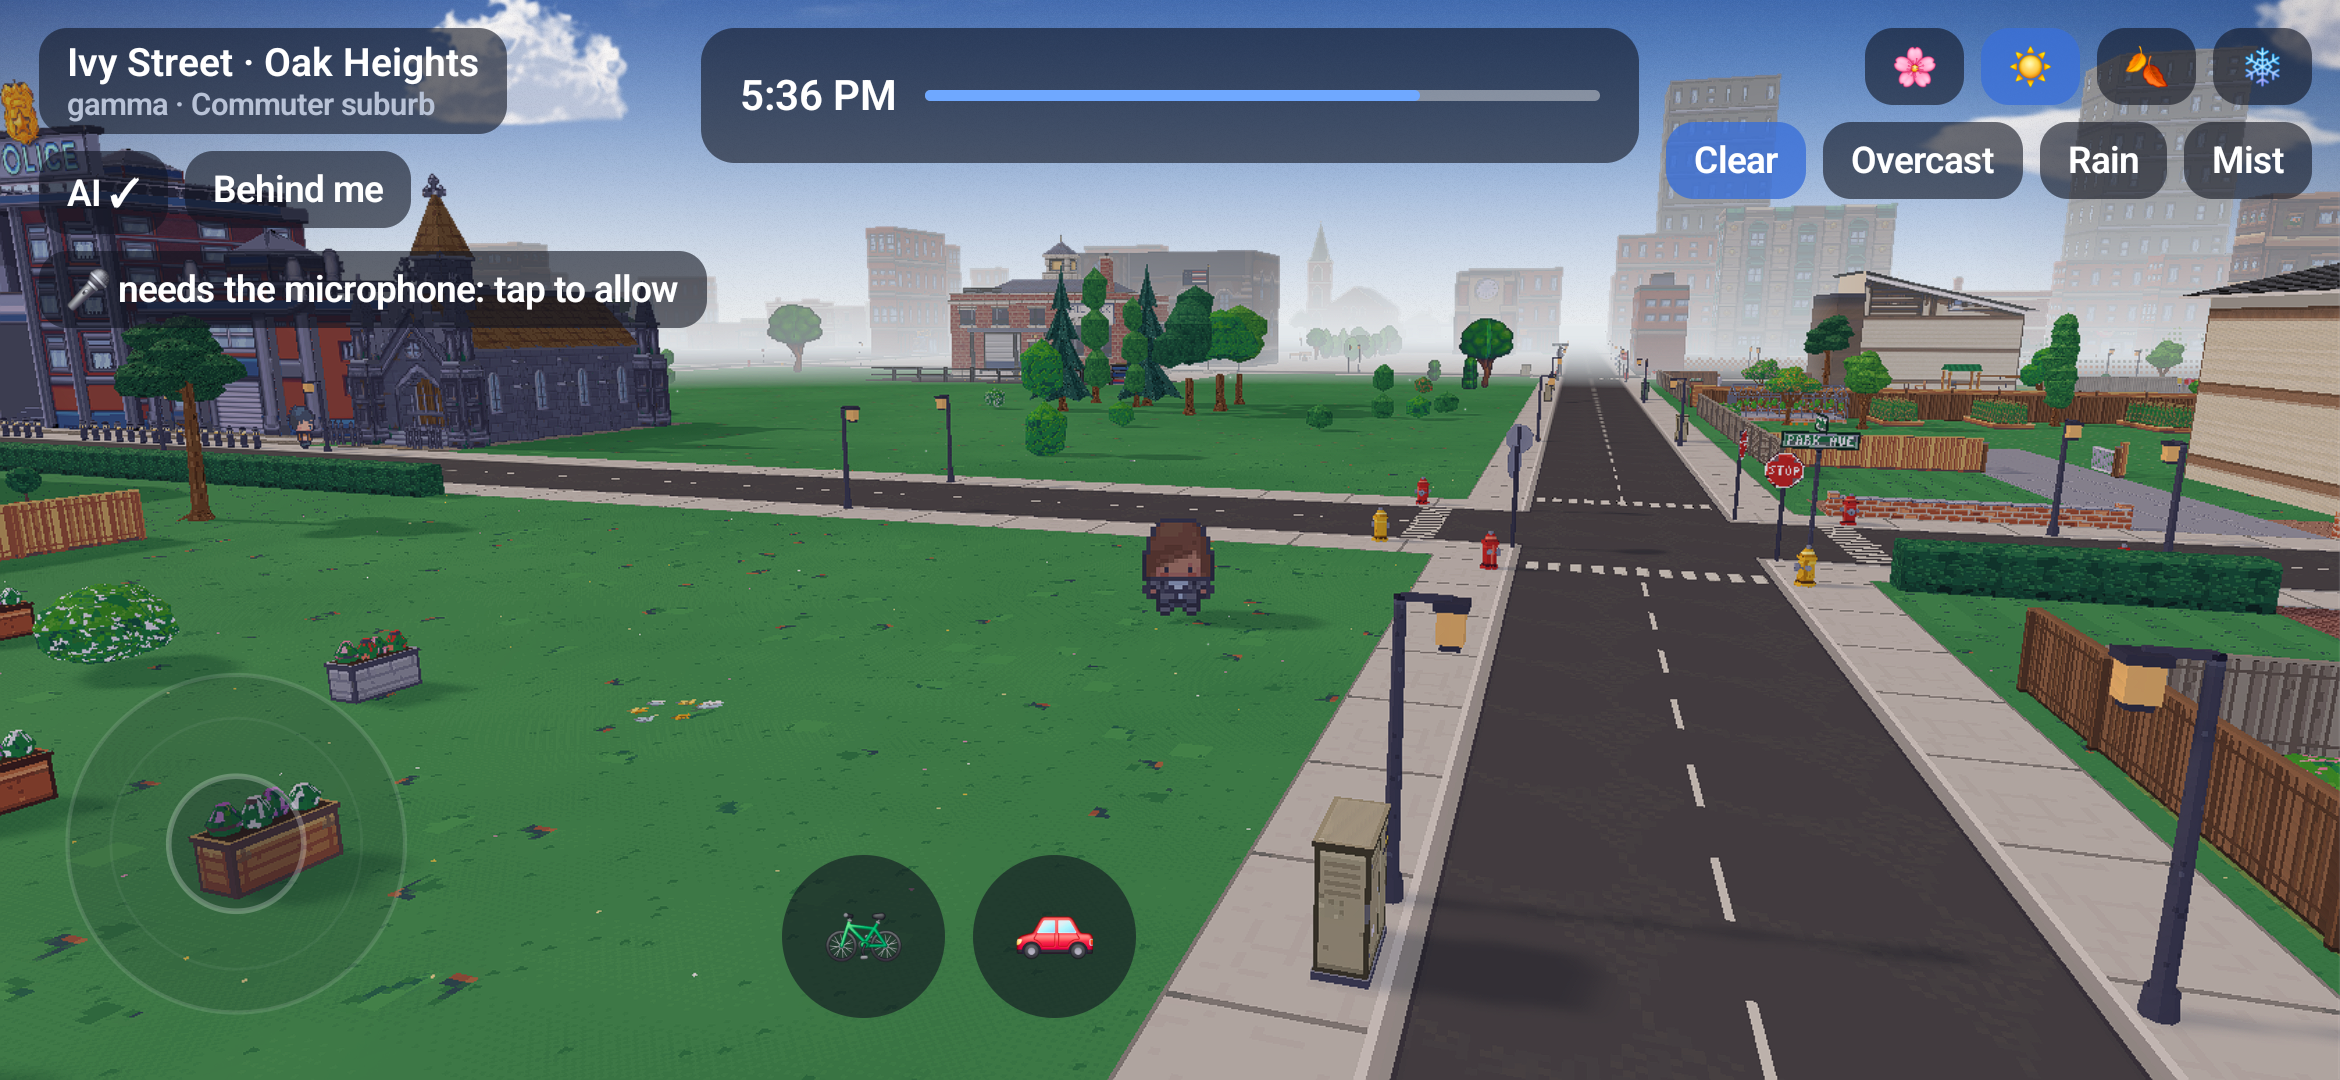 Ivy Street · Oak Heights
gamma · Commuter suburb
5:36 PM
Clear
Overcast
Rain
Mist
OLICE
AI ✓
Behind me
needs the microphone: tap to allow
PARK AVE
STOP